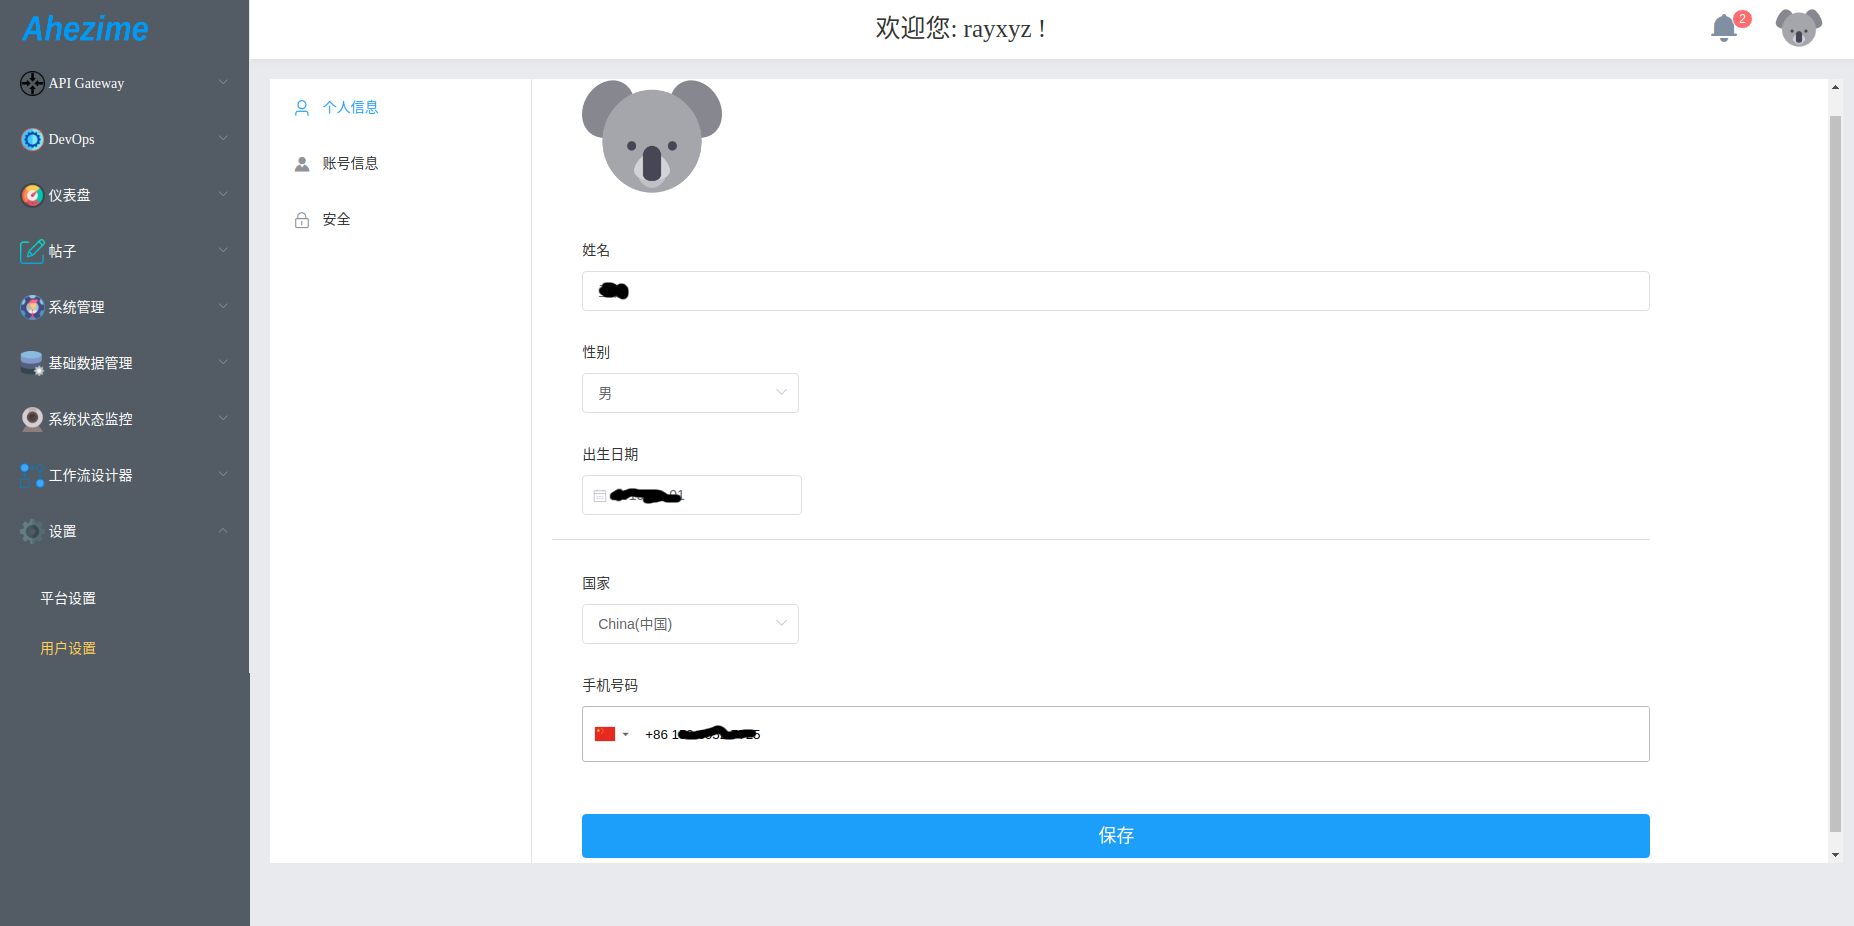 Ahezime
欢迎您: rayxyz !
2
API Gateway
DevOps
仪表盘
帖子
系统管理
基础数据管理
系统状态监控
工作流设计器
设置
平台设置
用户设置
个人信息
账号信息
安全
姓名
性别
男
出生日期
01
国家
China(中国)
手机号码
+86 1
保存